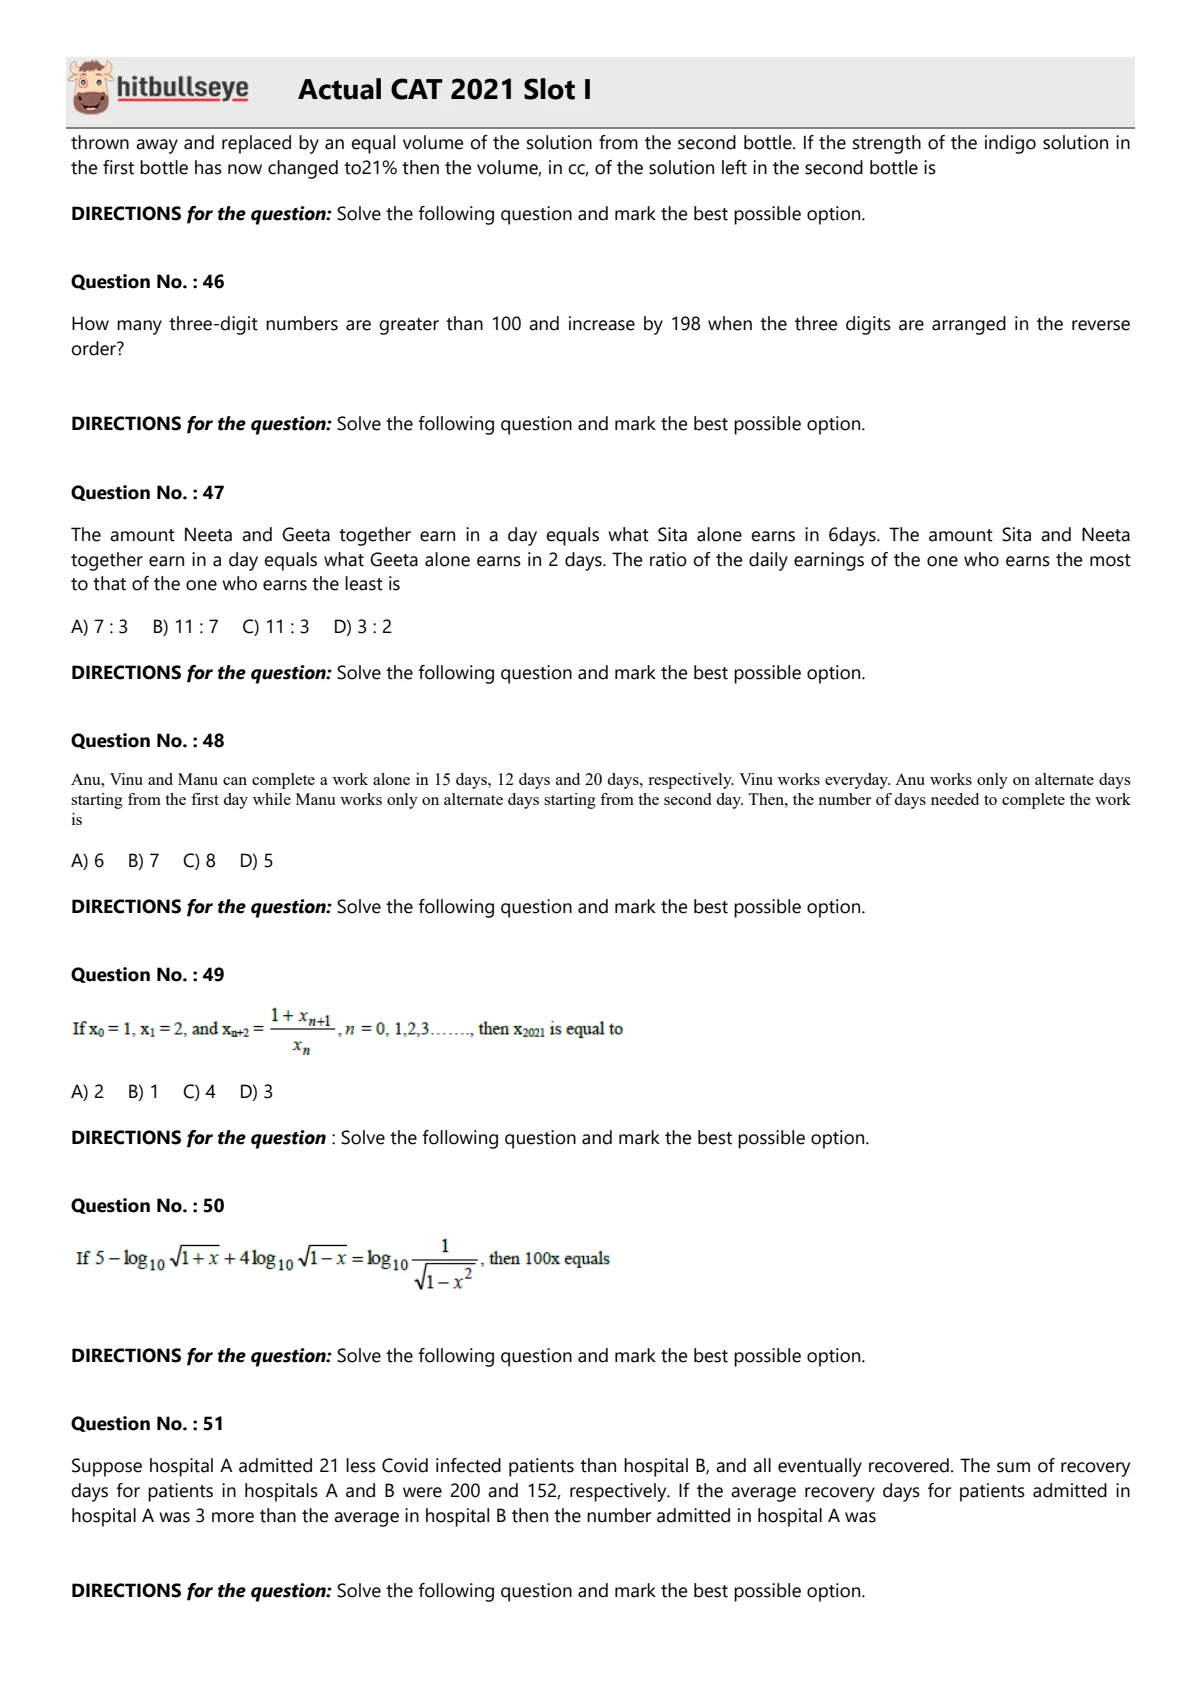 hitbullseye Actual CAT 2021 Slot I
thrown away and replaced by an equal volume of the solution from the second bottle. If the strength of the indigo solution in
the first bottle has now changed to21% then the volume, in cc, of the solution left in the second bottle is
DIRECTIONS for the question: Solve the following question and mark the best possible option.
Question No. : 46
How many three-digit numbers are greater than 100 and increase by 198 when the three digits are arranged in the reverse
order?
DIRECTIONS for the question: Solve the following question and mark the best possible option.
Question No. : 47
The amount Neeta and Geeta together earn in a day equals what Sita alone earns in 6days. The amount Sita and Neeta
together earn in a day equals what Geeta alone earns in 2 days. The ratio of the daily earnings of the one who earns the most
to that of the one who earns the least is
A) 7 : 3 B) 11 : 7 C) 11 : 3 D) 3 : 2
DIRECTIONS for the question: Solve the following question and mark the best possible option.
Question No. : 48
Anu, Vinu and Manu can complete a work alone in 15 days, 12 days and 20 days, respectively. Vinu works everyday. Anu works only on alternate days
starting from the first day while Manu works only on alternate days starting from the second day. Then, the number of days needed to complete the work
is
A) 6 B) 7 C) 8 D) 5
DIRECTIONS for the question: Solve the following question and mark the best possible option.
Question No. : 49
If x₀ = 1, x₁ = 2, and xₙ₊₂ = (1 + xₙ₊₁)/xₙ , n = 0, 1,2,3……., then x₂₀₂₁ is equal to
A) 2 B) 1 C) 4 D) 3
DIRECTIONS for the question : Solve the following question and mark the best possible option.
Question No. : 50
If 5 – log₁₀ √(1 + x) + 4 log₁₀ √(1 – x) = log₁₀ 1/√(1 – x²) , then 100x equals
DIRECTIONS for the question: Solve the following question and mark the best possible option.
Question No. : 51
Suppose hospital A admitted 21 less Covid infected patients than hospital B, and all eventually recovered. The sum of recovery
days for patients in hospitals A and B were 200 and 152, respectively. If the average recovery days for patients admitted in
hospital A was 3 more than the average in hospital B then the number admitted in hospital A was
DIRECTIONS for the question: Solve the following question and mark the best possible option.